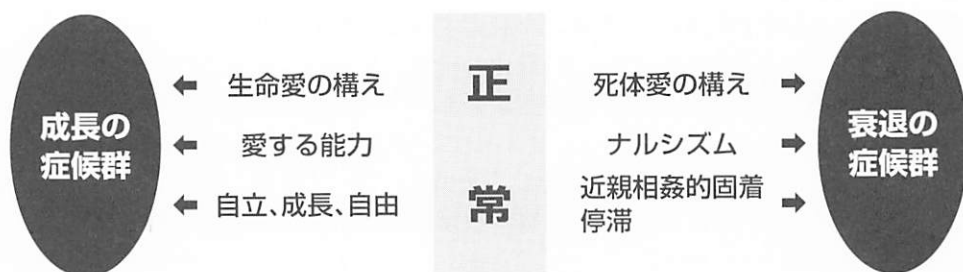 成長の
症候群
生命愛の構え
愛する能力
自立、成長、自由
正
常
死体愛の構え
ナルシズム
近親相姦的固着
停滞
衰退の
症候群